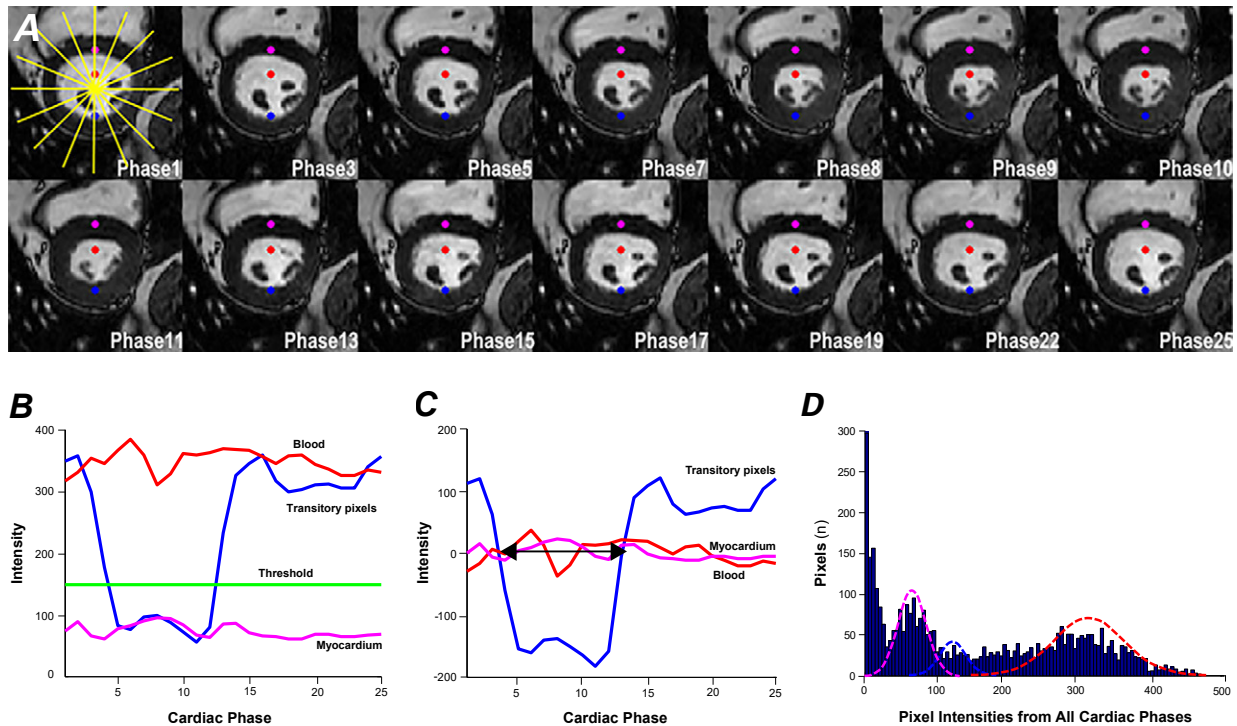 A
Phase1 Phase3 Phase5 Phase7 Phase8 Phase9 Phase10
Phase11 Phase13 Phase15 Phase17 Phase19 Phase22 Phase25
B
400
300
200
100
0
5 10 15 20 25
Intensity
Cardiac Phase
Blood
Transitory pixels
Threshold
Myocardium
C
200
100
0
-100
-200
5 10 15 20 25
Intensity
Cardiac Phase
Transitory pixels
Myocardium
Blood
D
300
250
200
150
100
50
0
0 100 200 300 400 500
Pixels (n)
Pixel Intensities from All Cardiac Phases